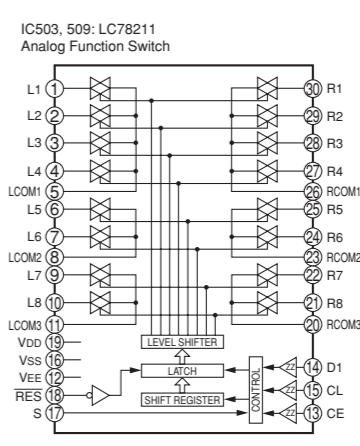 IC503, 509: LC78211
Analog Function Switch
L1 1 30 R1
L2 2 29 R2
L3 3 28 R3
L4 4 27 R4
LCOM1 5 26 RCOM1
L5 6 25 R5
L6 7 24 R6
LCOM2 8 23 RCOM2
L7 9 22 R7
L8 10 21 R8
LCOM3 11 20 RCOM3
VDD 19 LEVEL SHIFTER
VSS 16
VEE 12 LATCH 14 D1
RES 18 CONTROL 15 CL
S 17 SHIFT REGISTER 13 CE